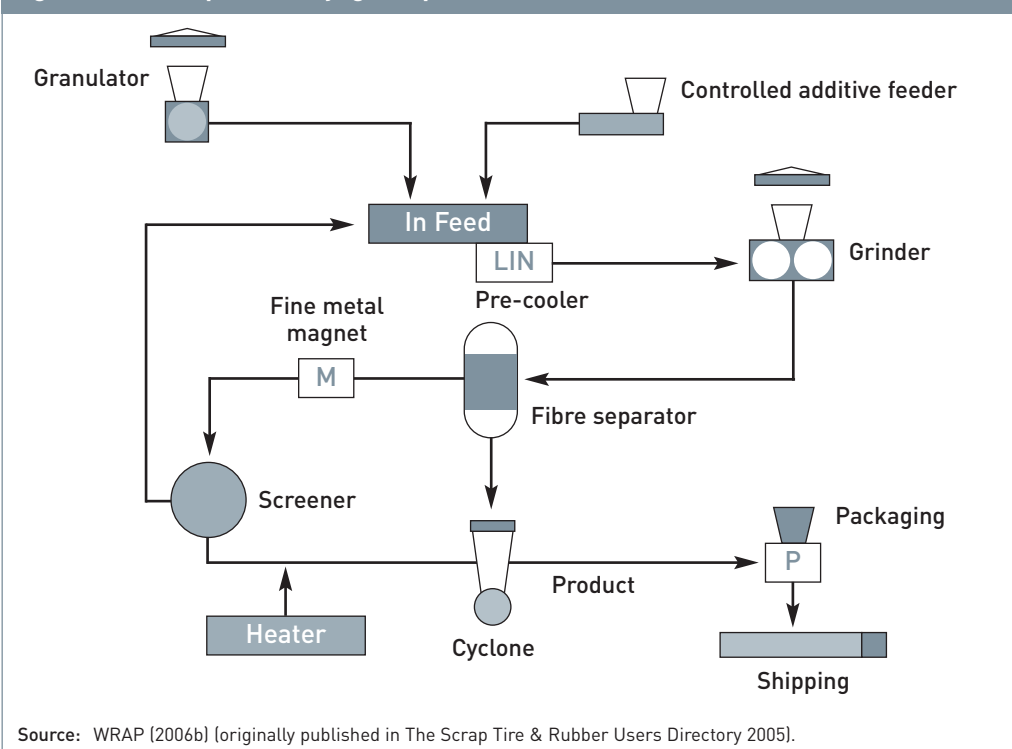 Granulator
Controlled additive feeder
In Feed
LIN
Pre-cooler
Grinder
Fine metal
magnet
M
Fibre separator
Screener
Packaging
P
Product
Heater
Cyclone
Shipping
Source: WRAP (2006b) (originally published in The Scrap Tire & Rubber Users Directory 2005).